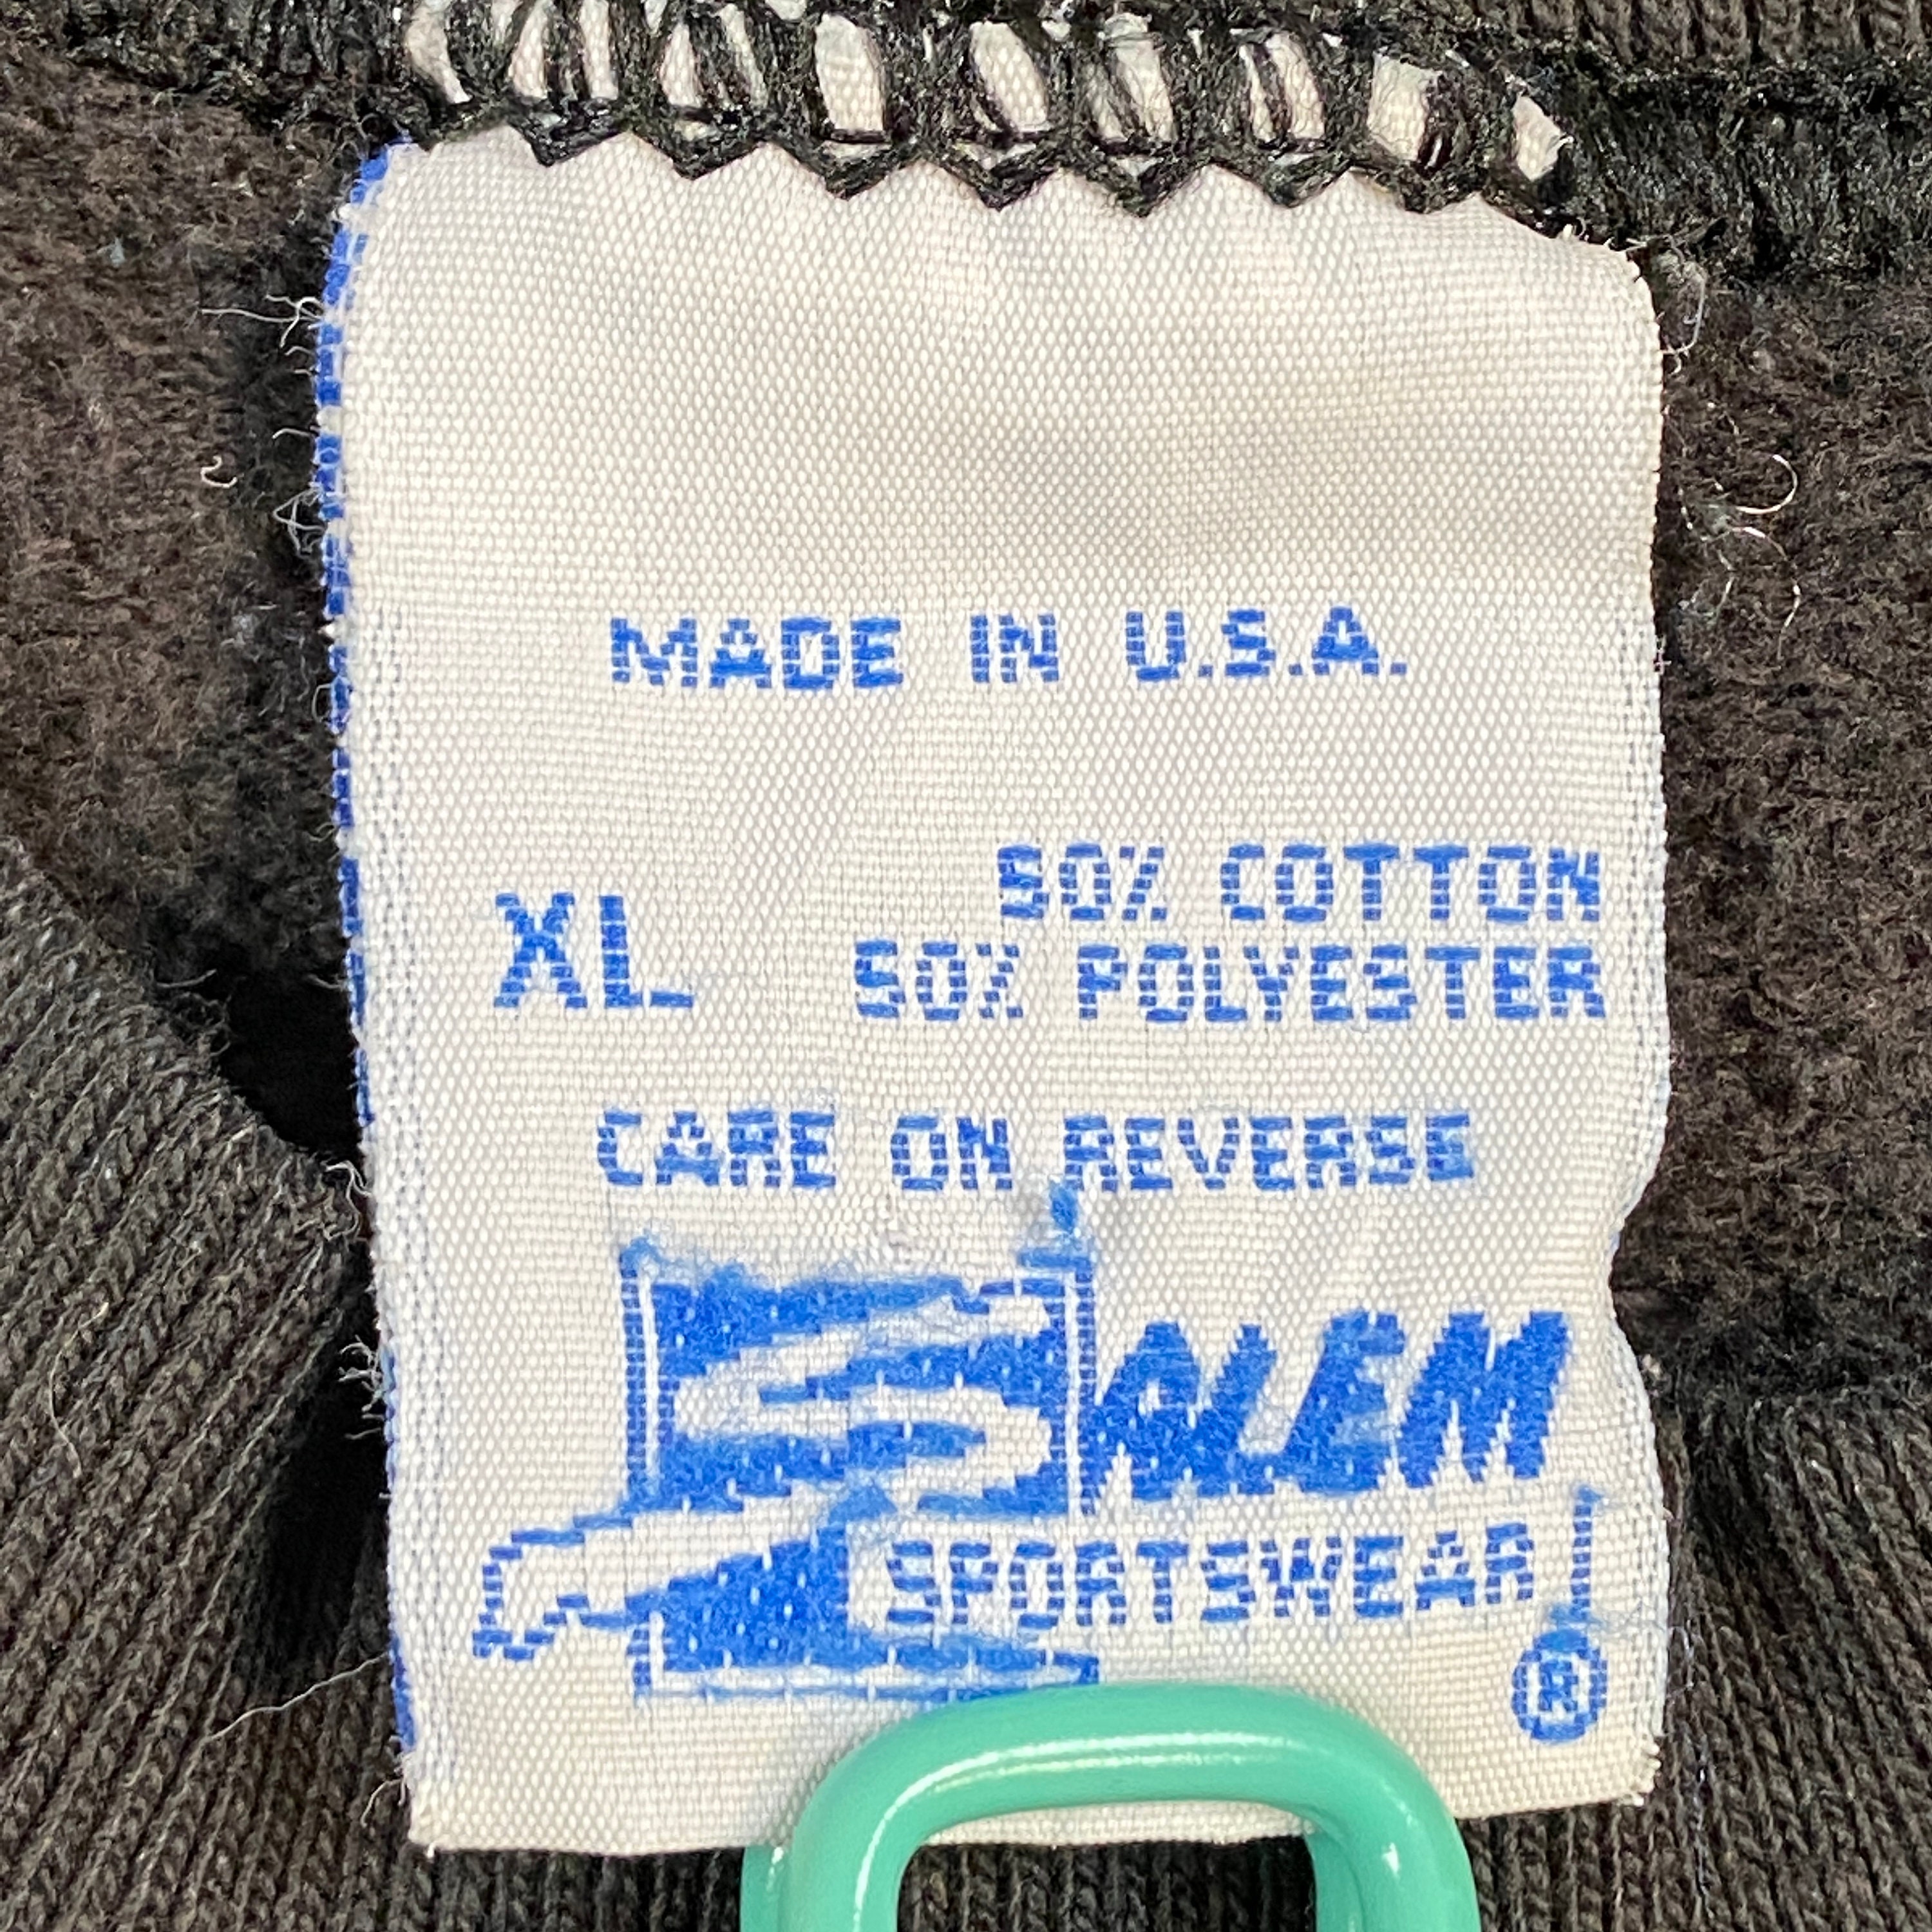 MADE IN U.S.A.
XL
50% COTTON
50% POLYESTER
CARE ON REVERSE
SALEM
SPORTSWEAR
®